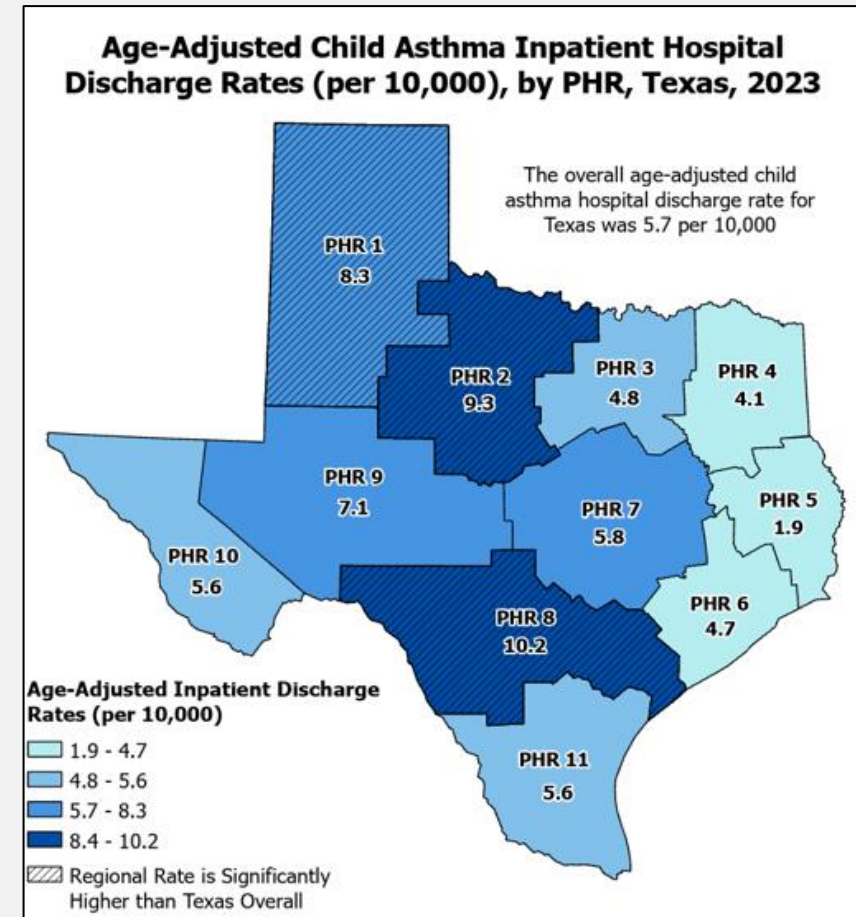 Age-Adjusted Child Asthma Inpatient Hospital
Discharge Rates (per 10,000), by PHR, Texas, 2023
The overall age-adjusted child
asthma hospital discharge rate for
Texas was 5.7 per 10,000
PHR 1
8.3
PHR 2
9.3
PHR 3
4.8
PHR 4
4.1
PHR 9
7.1
PHR 7
5.8
PHR 5
1.9
PHR 10
5.6
PHR 6
4.7
PHR 8
10.2
PHR 11
5.6
Age-Adjusted Inpatient Discharge
Rates (per 10,000)
1.9 - 4.7
4.8 - 5.6
5.7 - 8.3
8.4 - 10.2
Regional Rate is Significantly
Higher than Texas Overall